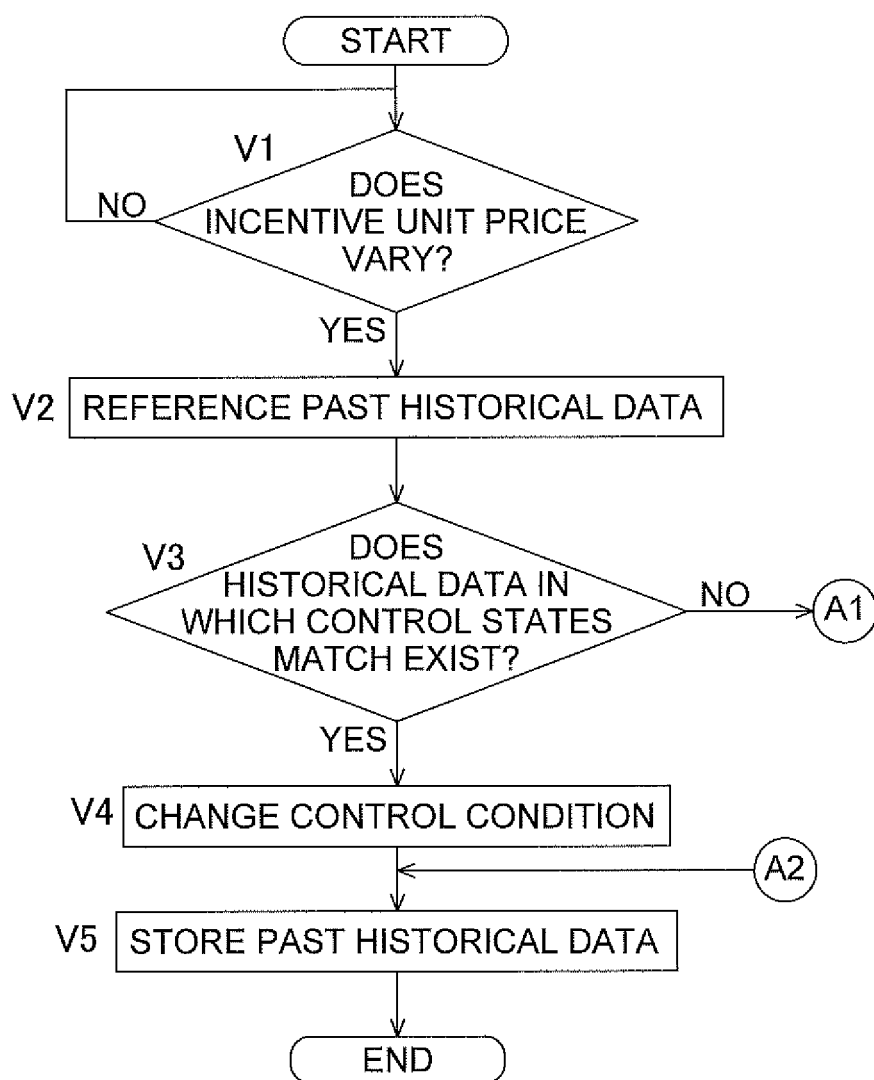 START
V1
DOES
INCENTIVE UNIT PRICE
VARY?
NO
YES
V2
REFERENCE PAST HISTORICAL DATA
V3
DOES
HISTORICAL DATA IN
WHICH CONTROL STATES
MATCH EXIST?
NO
A1
YES
V4
CHANGE CONTROL CONDITION
A2
V5
STORE PAST HISTORICAL DATA
END